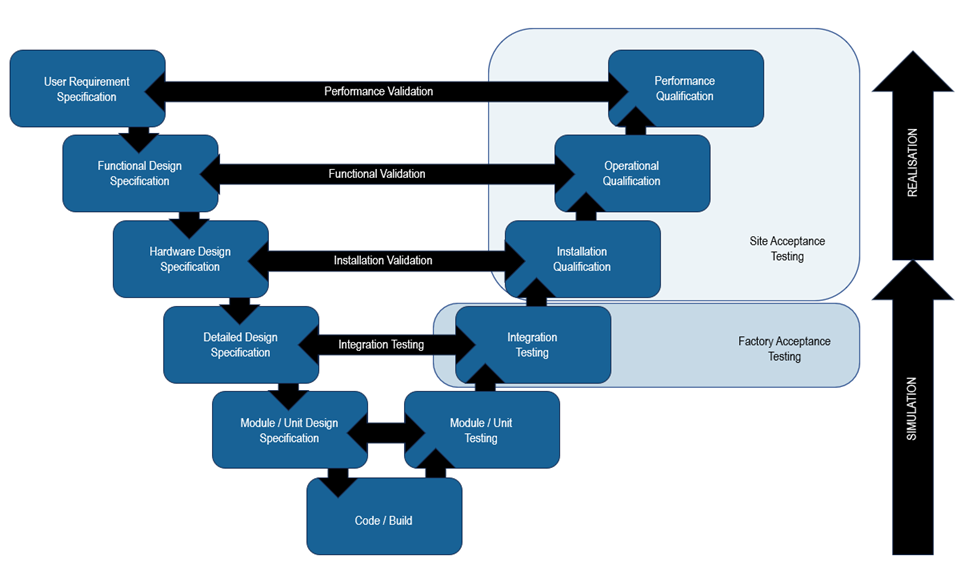 User Requirement
Specification
Performance Validation
Performance
Qualification
Functional Design
Specification
Functional Validation
Operational
Qualification
REALISATION
Hardware Design
Specification
Installation Validation
Installation
Qualification
Site Acceptance
Testing
Detailed Design
Specification
Integration Testing
Integration
Testing
Factory Acceptance
Testing
Module / Unit Design
Specification
Module / Unit
Testing
SIMULATION
Code / Build